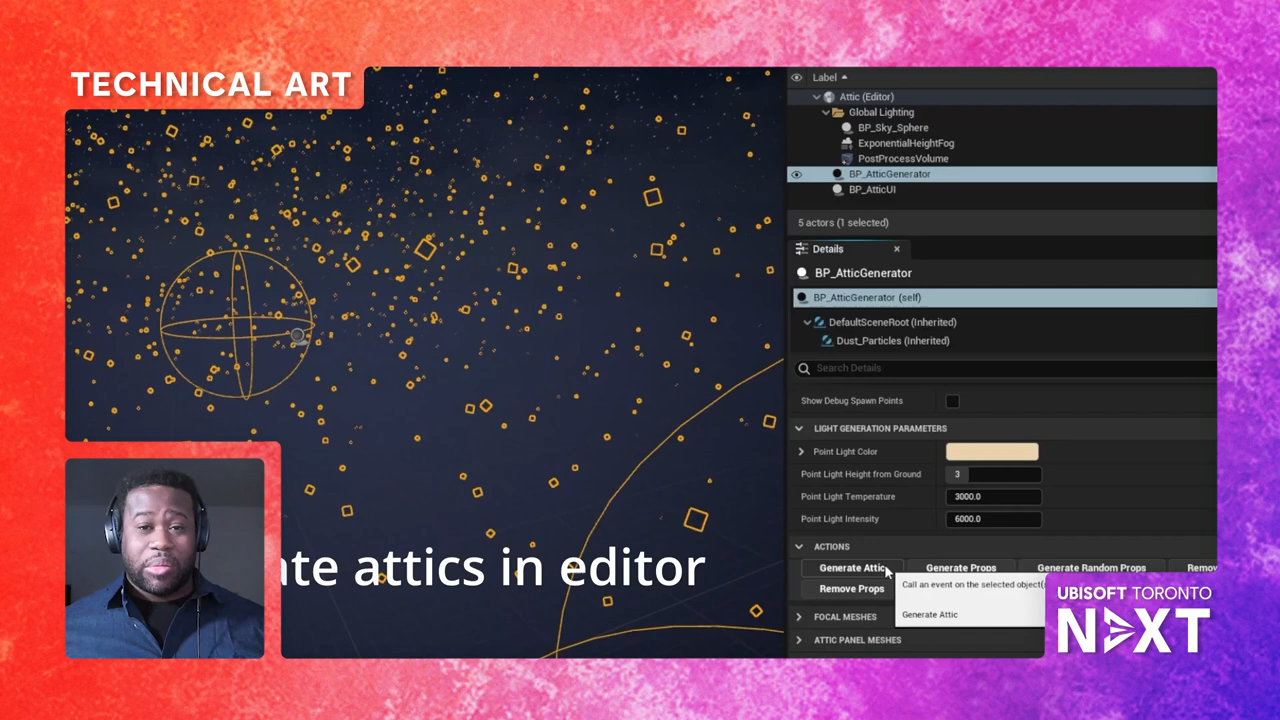 TECHNICAL ART
Label
Attic (Editor)
Global Lighting
BP_Sky_Sphere
ExponentialHeightFog
PostProcessVolume
BP_AtticGenerator
BP_AtticUI
5 actors (1 selected)
Details
BP_AtticGenerator
BP_AtticGenerator (self)
DefaultSceneRoot (Inherited)
Dust_Particles (Inherited)
Search Details
Show Debug Spawn Points
LIGHT GENERATION PARAMETERS
Point Light Color
Point Light Height from Ground 3
Point Light Temperature 3000.0
Point Light Intensity 6000.0
ACTIONS
Generate Attic Generate Props Generate Random Props Remov
Remove Props
Call an event on the selected object(s
Generate Attic
FOCAL MESHES
ATTIC PANEL MESHES
ate attics in editor
UBISOFT TORONTO
NEXT